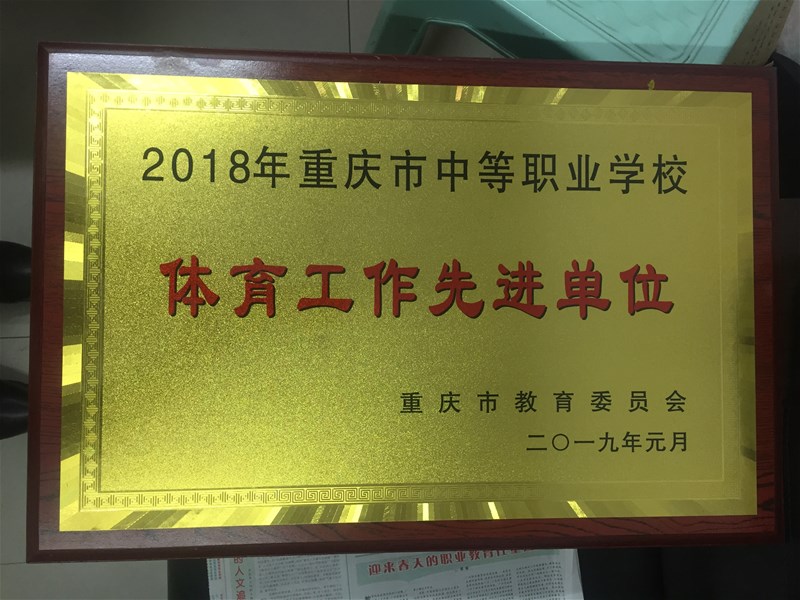 2018年重庆市中等职业学校
体育工作先进单位
重庆市教育委员会
二〇一九年元月